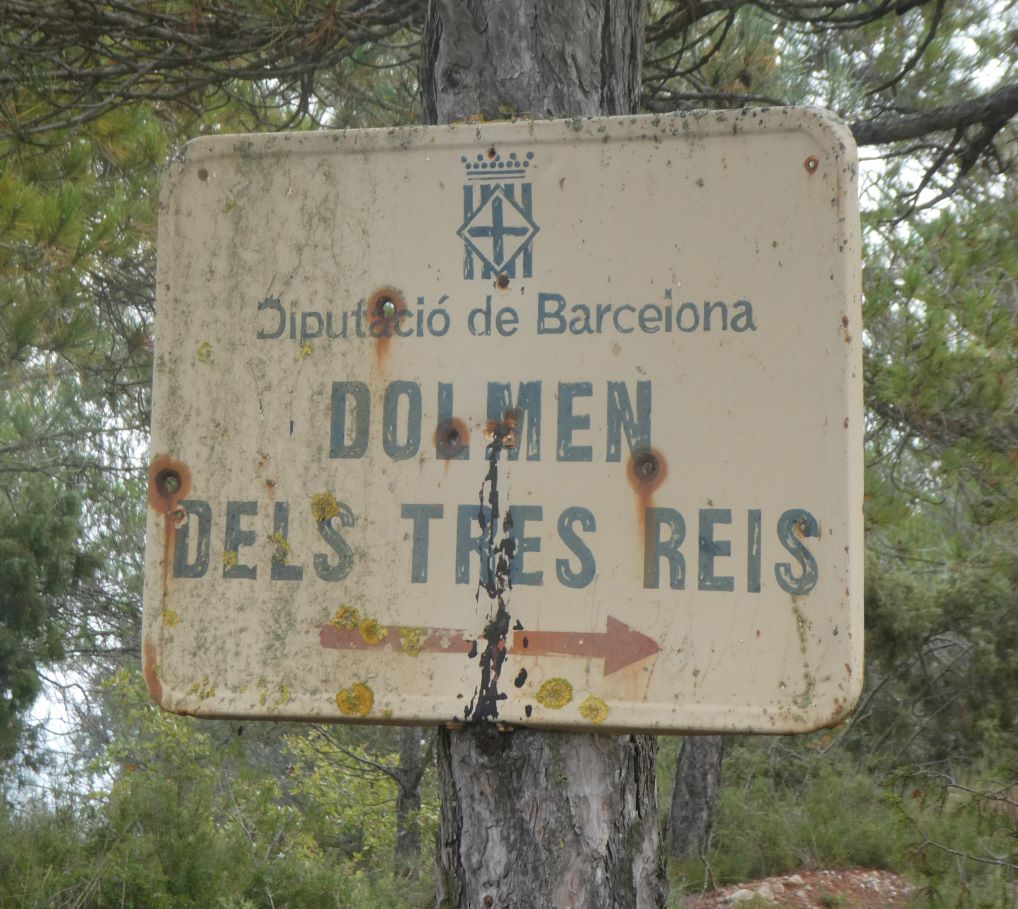 Diputació de Barcelona
DOLMEN
DELS TRES REIS